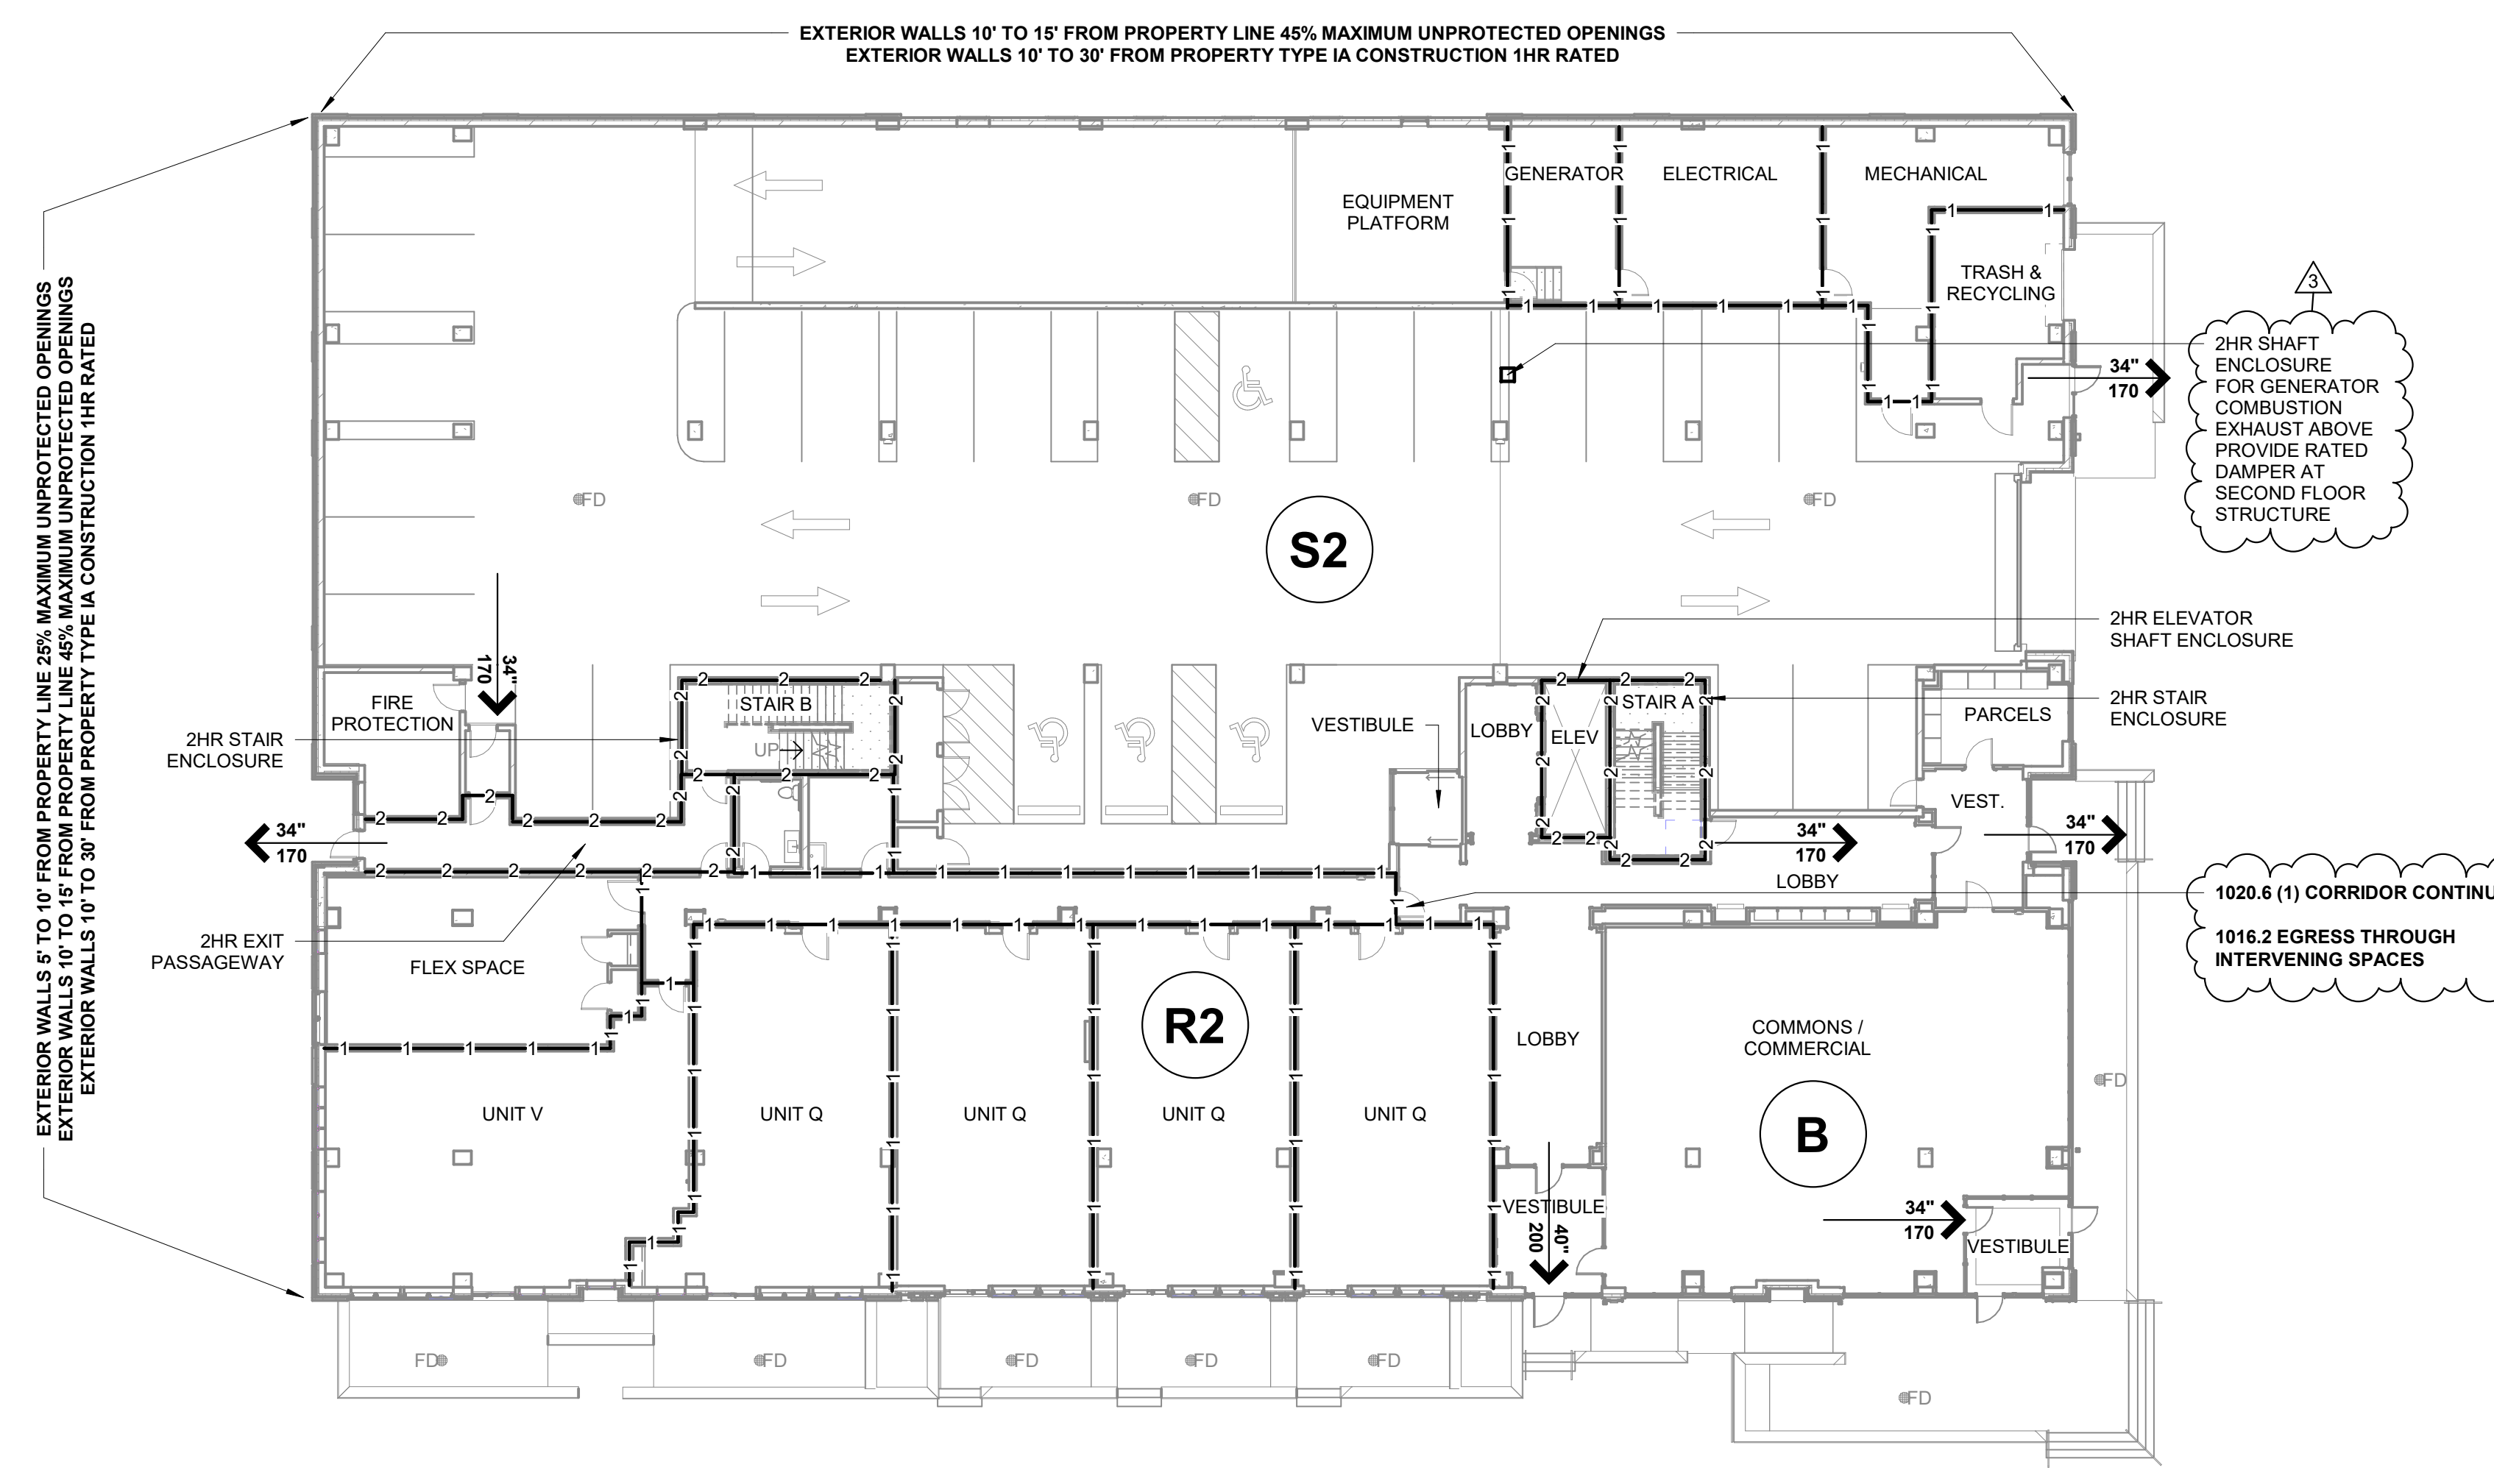 EXTERIOR WALLS 10' TO 15' FROM PROPERTY LINE 45% MAXIMUM UNPROTECTED OPENINGS
EXTERIOR WALLS 10' TO 30' FROM PROPERTY TYPE IA CONSTRUCTION 1HR RATED
EXTERIOR WALLS 5' TO 10' FROM PROPERTY LINE 25% MAXIMUM UNPROTECTED OPENINGS
EXTERIOR WALLS 10' TO 15' FROM PROPERTY LINE 45% MAXIMUM UNPROTECTED OPENINGS
EXTERIOR WALLS 10' TO 30' FROM PROPERTY TYPE IA CONSTRUCTION 1HR RATED
GENERATOR
ELECTRICAL
MECHANICAL
EQUIPMENT
PLATFORM
TRASH &
RECYCLING
3
2HR SHAFT
ENCLOSURE
FOR GENERATOR
COMBUSTION
EXHAUST ABOVE
PROVIDE RATED
DAMPER AT
SECOND FLOOR
STRUCTURE
34"
170
FD
FD
FD
S2
2HR ELEVATOR
SHAFT ENCLOSURE
34"
170
FIRE
PROTECTION
STAIR B
UP
2HR STAIR
ENCLOSURE
VESTIBULE
LOBBY
ELEV
STAIR A
2HR STAIR
ENCLOSURE
PARCELS
VEST.
34"
170
34"
170
34"
170
LOBBY
1020.6 (1) CORRIDOR CONTINU
1016.2 EGRESS THROUGH
INTERVENING SPACES
2HR EXIT
PASSAGEWAY
FLEX SPACE
R2
LOBBY
COMMONS /
COMMERCIAL
FD
UNIT V
UNIT Q
UNIT Q
UNIT Q
UNIT Q
B
VESTIBULE
40"
200
34"
170
VESTIBULE
FD
FD
FD
FD
FD
FD